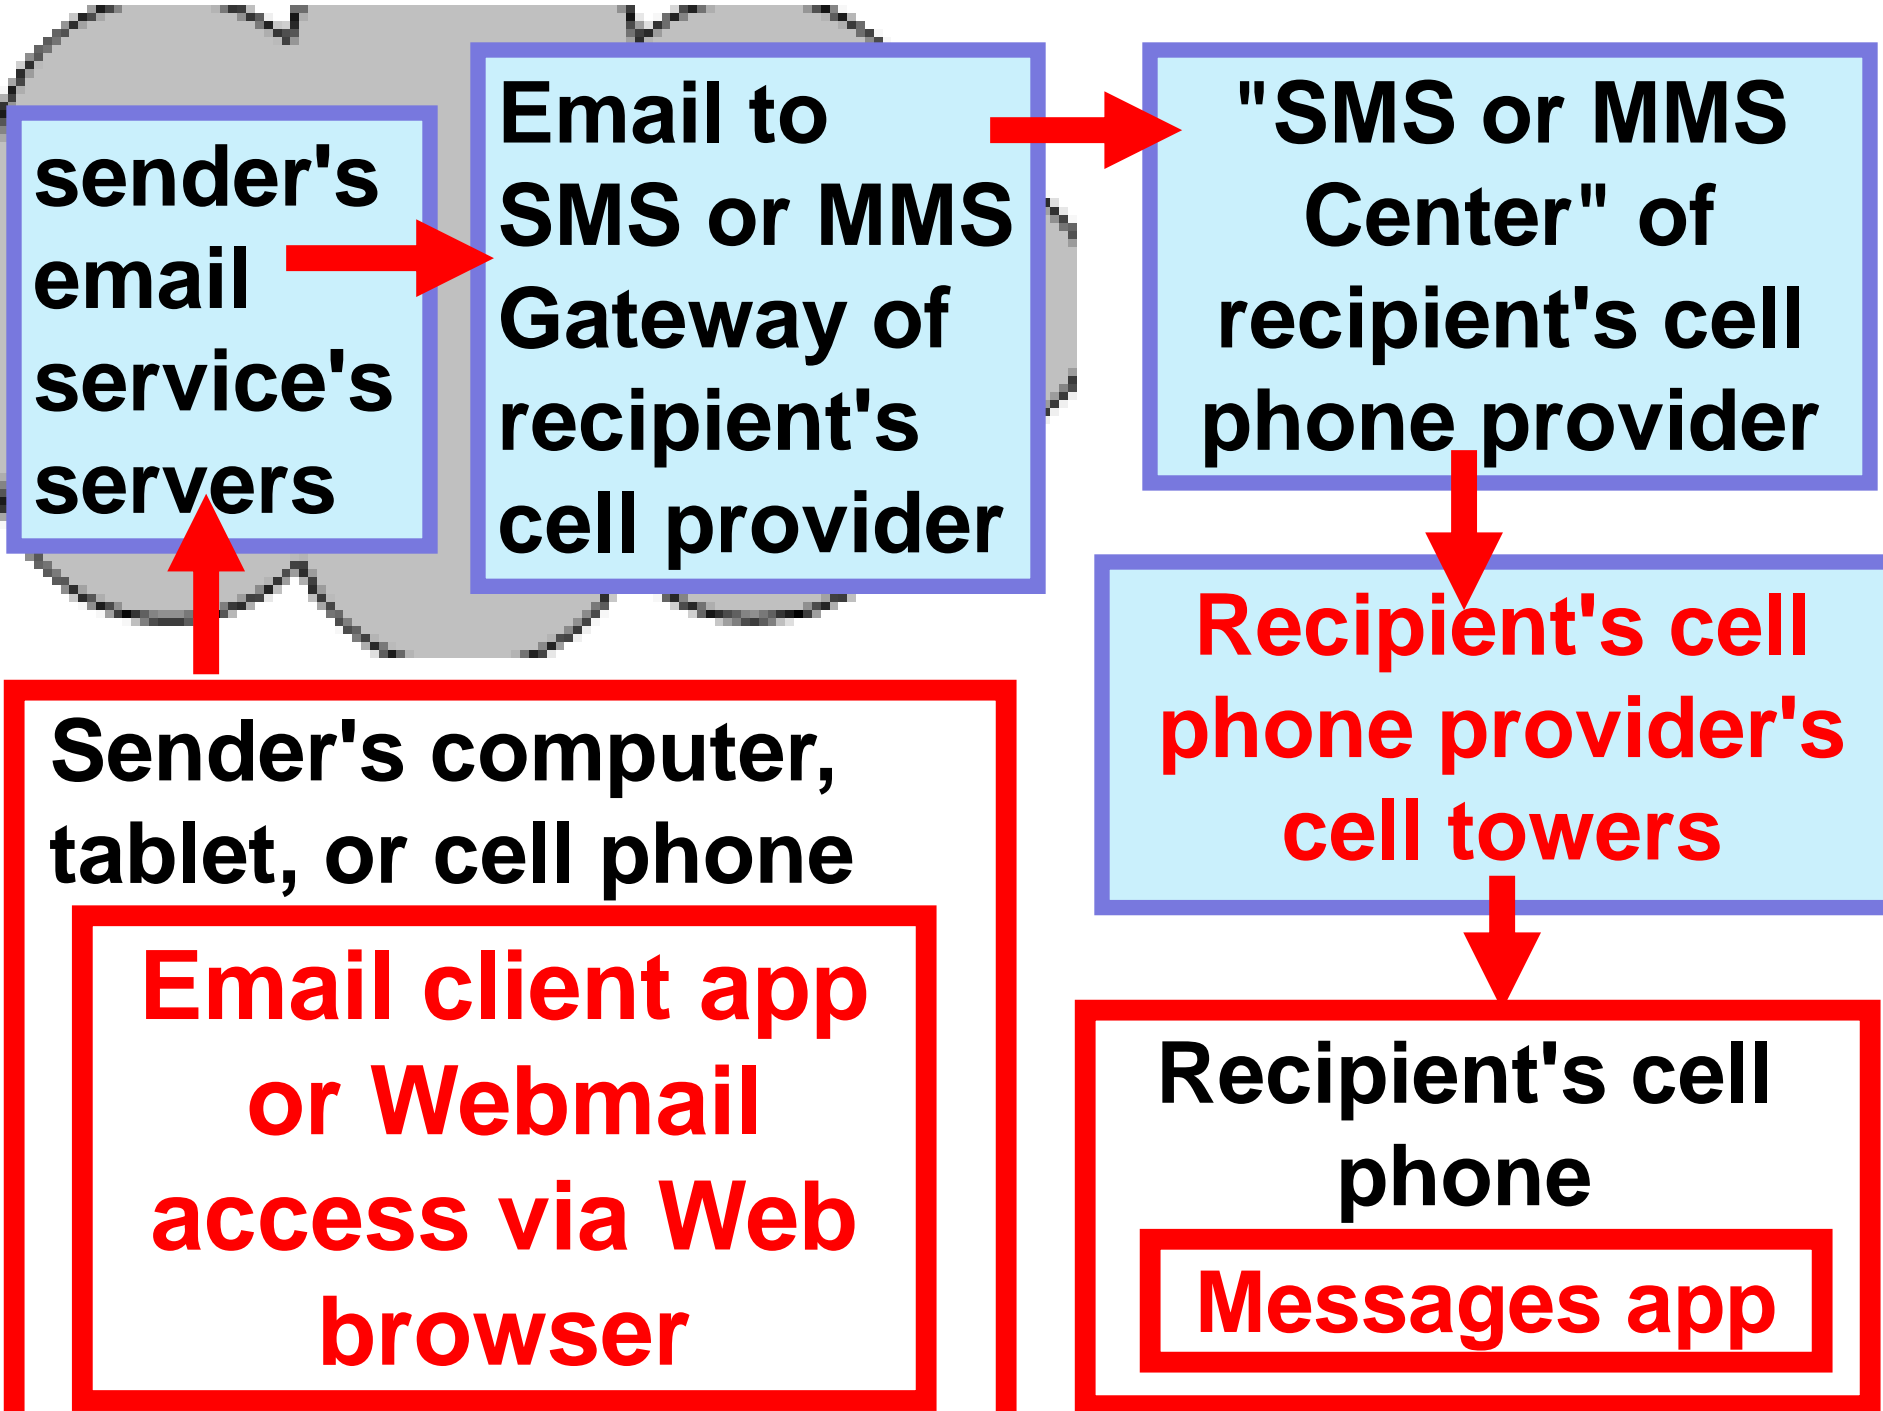 sender's
email
service's
servers
Email to
SMS or MMS
Gateway of
recipient's
cell provider
"SMS or MMS
Center" of
recipient's cell
phone provider
Recipient's cell
phone provider's
cell towers
Sender's computer,
tablet, or cell phone
Email client app
or Webmail
access via Web
browser
Recipient's cell
phone
Messages app